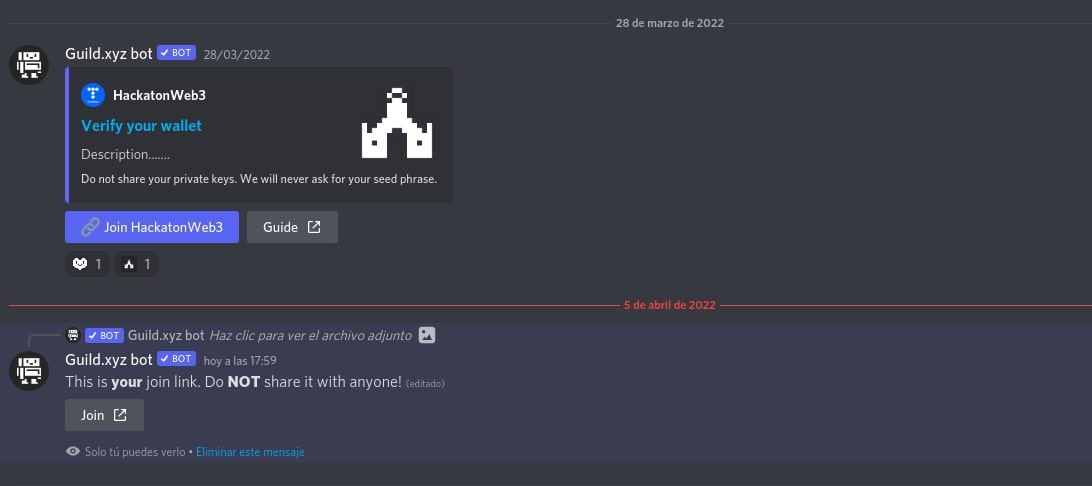 28 de marzo de 2022
Guild.xyz bot BOT 28/03/2022
HackatonWeb3
Verify your wallet
Description.......
Do not share your private keys. We will never ask for your seed phrase.
Join HackatonWeb3 Guide
1 1
5 de abril de 2022
BOT Guild.xyz bot Haz clic para ver el archivo adjunto
Guild.xyz bot BOT hoy a las 17:59
This is your join link. Do NOT share it with anyone! (editado)
Join
Solo tú puedes verlo • Eliminar este mensaje